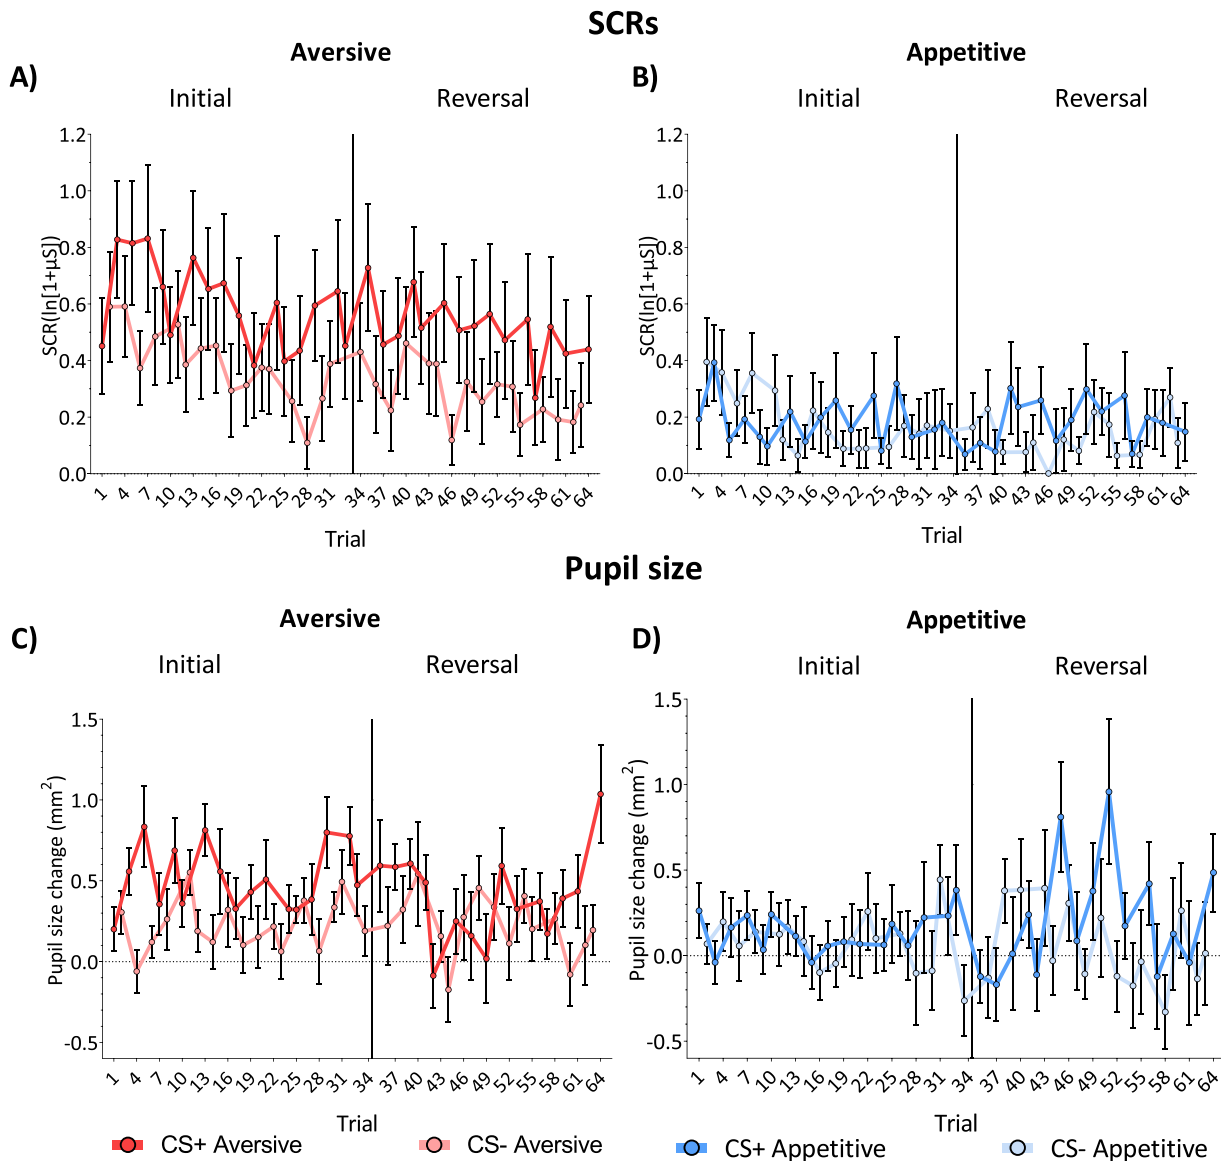 SCRs
Aversive
Appetitive
A)
B)
Initial
Reversal
Initial
Reversal
SCR(ln[1+µS])
1.2
1.0
0.8
0.6
0.4
0.2
0.0
1 4 7 10 13 16 19 22 25 28 31 34 37 40 43 46 49 52 55 58 61 64
Trial
SCR(ln[1+µS])
1.2
1.0
0.8
0.6
0.4
0.2
0.0
1 4 7 10 13 16 19 22 25 28 31 34 37 40 43 46 49 52 55 58 61 64
Trial
Pupil size
Aversive
Appetitive
C)
D)
Initial
Reversal
Initial
Reversal
Pupil size change (mm²)
1.5
1.0
0.5
0.0
-0.5
1 4 7 10 13 16 19 22 25 28 31 34 37 40 43 46 49 52 55 58 61 64
Trial
Pupil size change (mm²)
1.5
1.0
0.5
0.0
-0.5
1 4 7 10 13 16 19 22 25 28 31 34 37 40 43 46 49 52 55 58 61 64
Trial
CS+ Aversive
CS- Aversive
CS+ Appetitive
CS- Appetitive